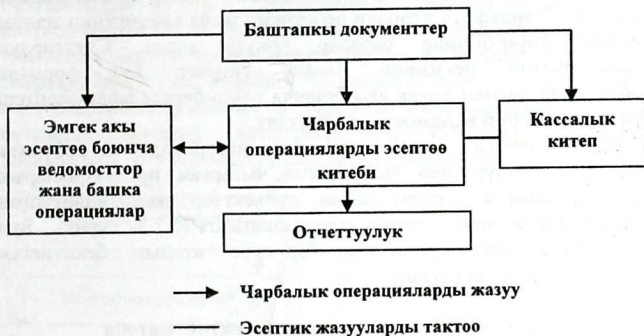 Баштапкы документтер
Эмгек акы
эсептөө боюнча
ведомосттор
жана башка
операциялар
Чарбалык
операцияларды эсептөө
китеби
Кассалык
китеп
Отчеттуулук
Чарбалык операцияларды жазуу
Эсептик жазууларды тактоо